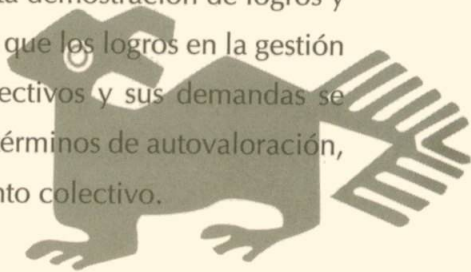 demostración de logros y
que los logros en la gestión
ectivos y sus demandas se
érminos de autovaloración,
nto colectivo.